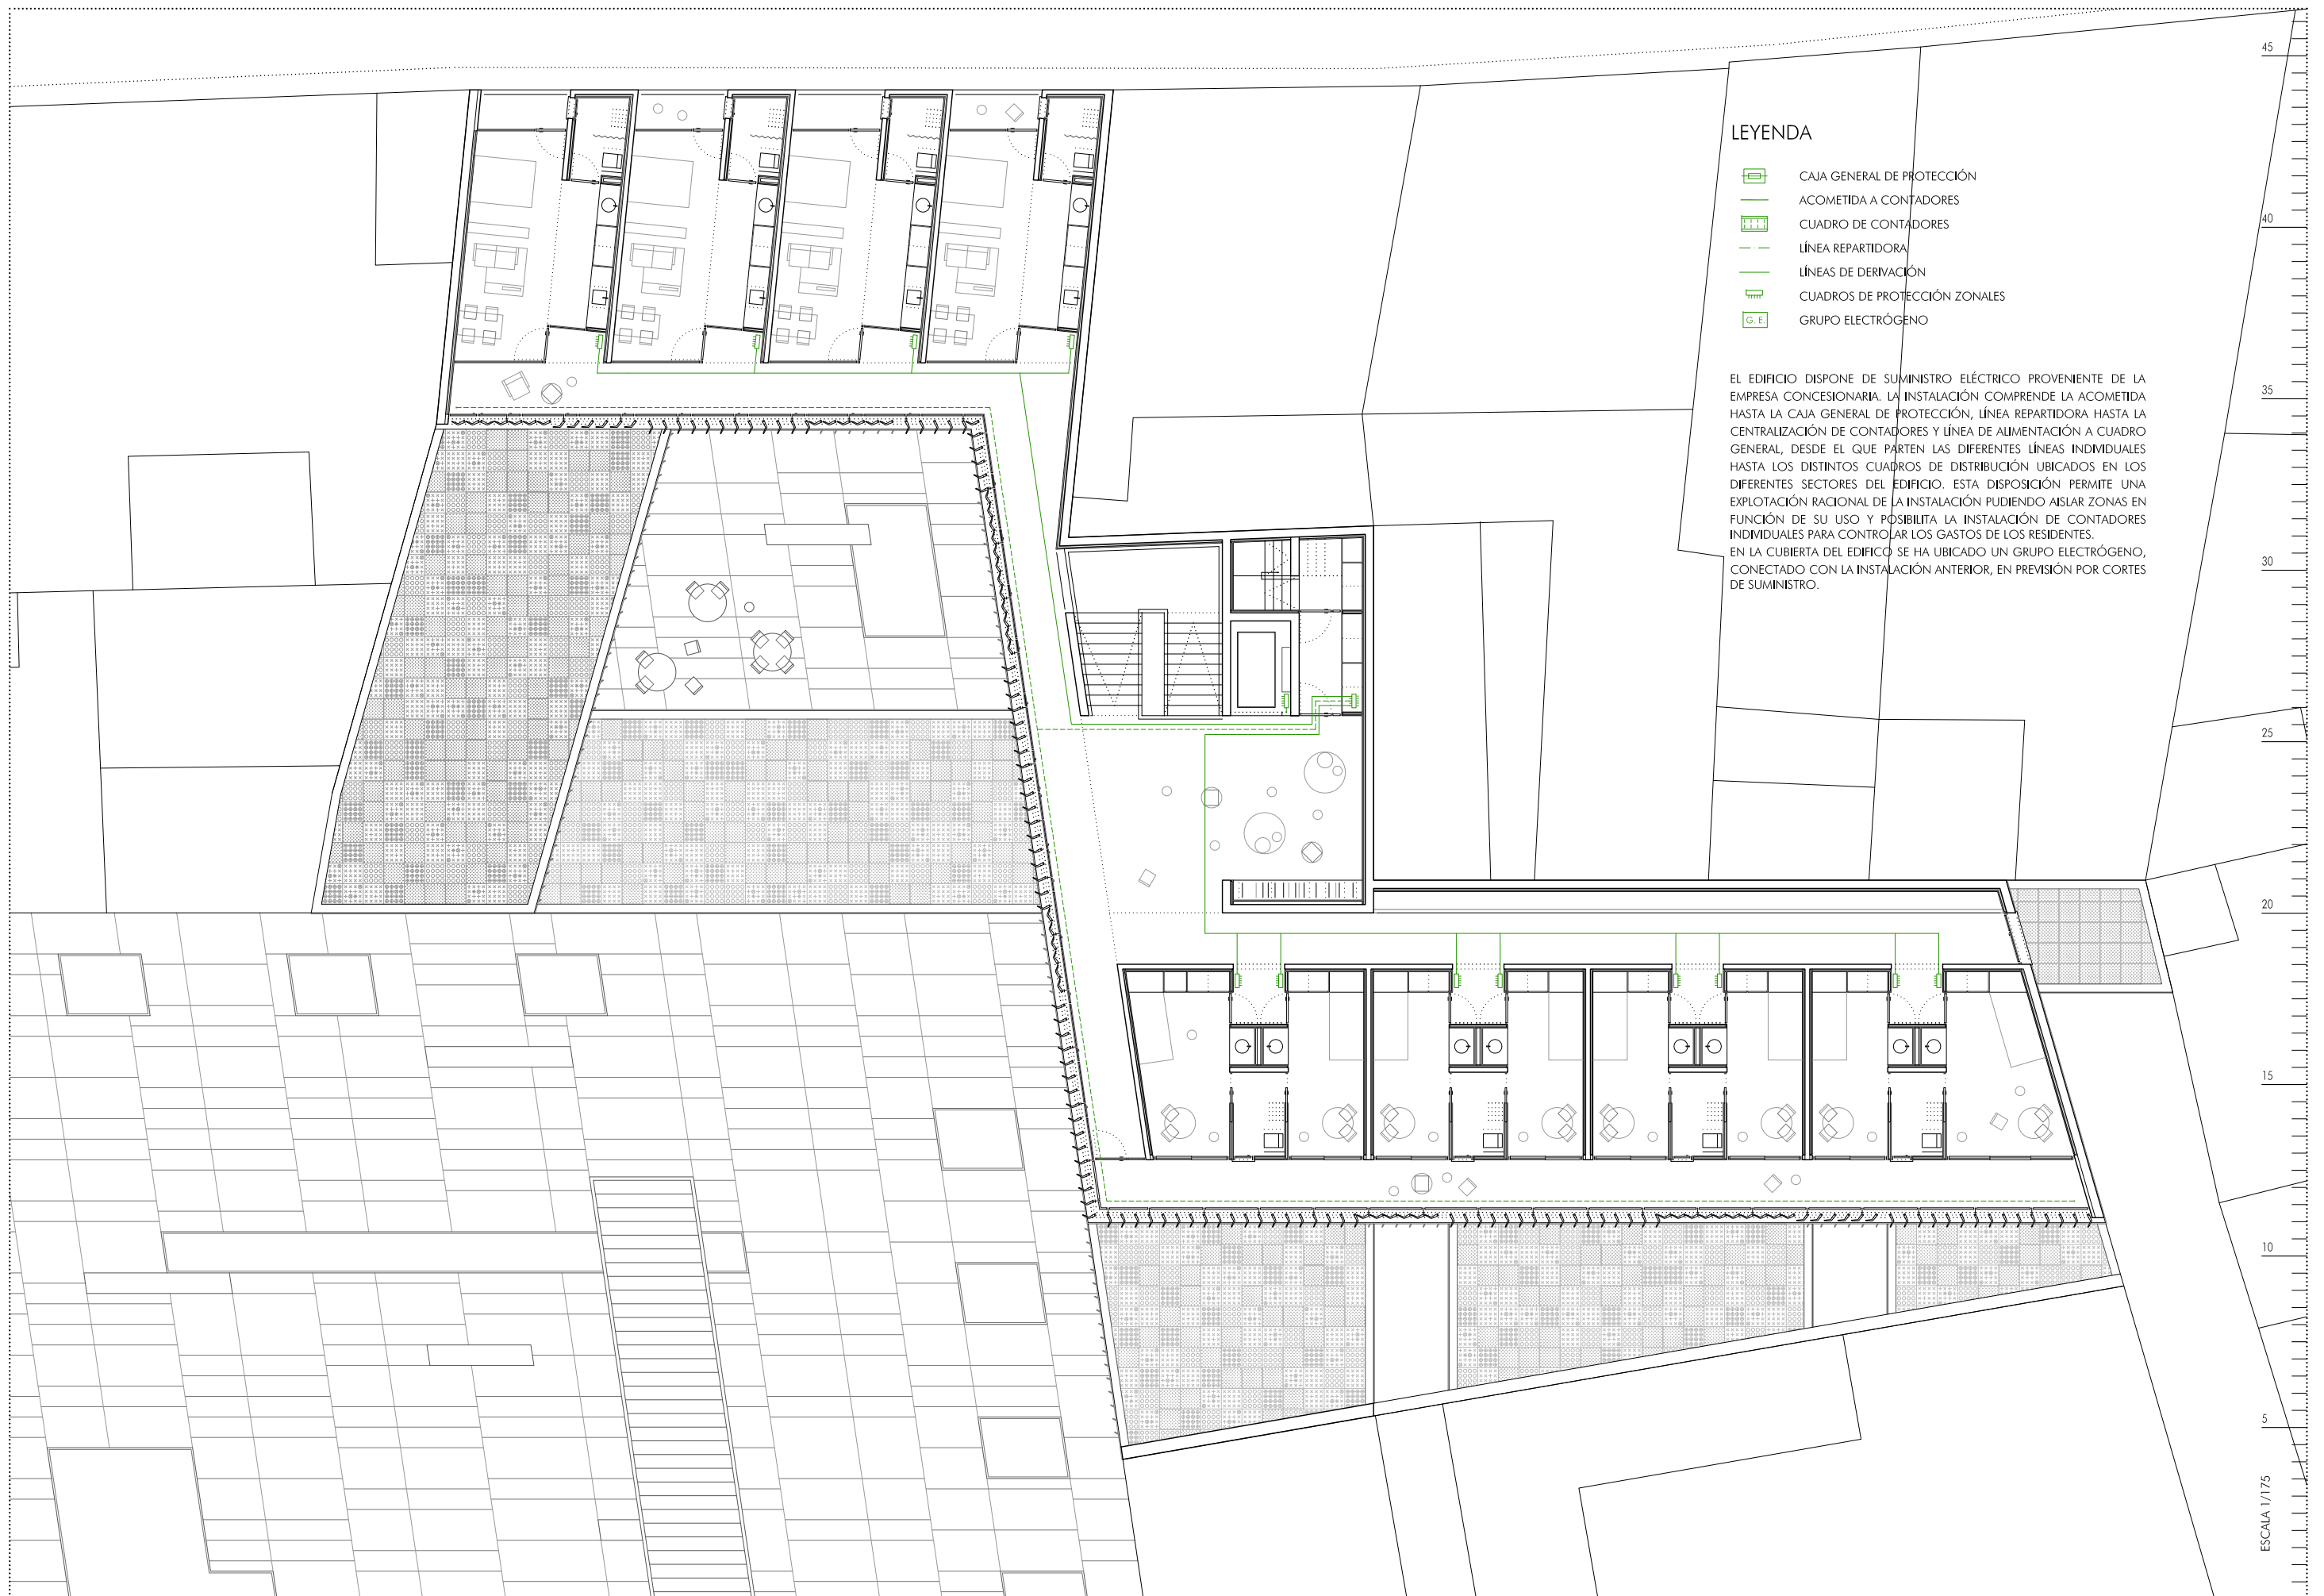 LEYENDA
CAJA GENERAL DE PROTECCIÓN
ACOMETIDA A CONTADORES
CUADRO DE CONTADORES
LÍNEA REPARTIDORA
LÍNEAS DE DERIVACIÓN
CUADROS DE PROTECCIÓN ZONALES
G. E. GRUPO ELECTRÓGENO
EL EDIFICIO DISPONE DE SUMINISTRO ELÉCTRICO PROVENIENTE DE LA
EMPRESA CONCESIONARIA. LA INSTALACIÓN COMPRENDE LA ACOMETIDA
HASTA LA CAJA GENERAL DE PROTECCIÓN, LÍNEA REPARTIDORA HASTA LA
CENTRALIZACIÓN DE CONTADORES Y LÍNEA DE ALIMENTACIÓN A CUADRO
GENERAL, DESDE EL QUE PARTEN LAS DIFERENTES LÍNEAS INDIVIDUALES
HASTA LOS DISTINTOS CUADROS DE DISTRIBUCIÓN UBICADOS EN LOS
DIFERENTES SECTORES DEL EDIFICIO. ESTA DISPOSICIÓN PERMITE UNA
EXPLOTACIÓN RACIONAL DE LA INSTALACIÓN PUDIENDO AISLAR ZONAS EN
FUNCIÓN DE SU USO Y POSIBILITA LA INSTALACIÓN DE CONTADORES
INDIVIDUALES PARA CONTROLAR LOS GASTOS DE LOS RESIDENTES.
EN LA CUBIERTA DEL EDIFICO SE HA UBICADO UN GRUPO ELECTRÓGENO,
CONECTADO CON LA INSTALACIÓN ANTERIOR, EN PREVISIÓN POR CORTES
DE SUMINISTRO.
45
40
35
30
25
20
15
10
5
ESCALA 1/175